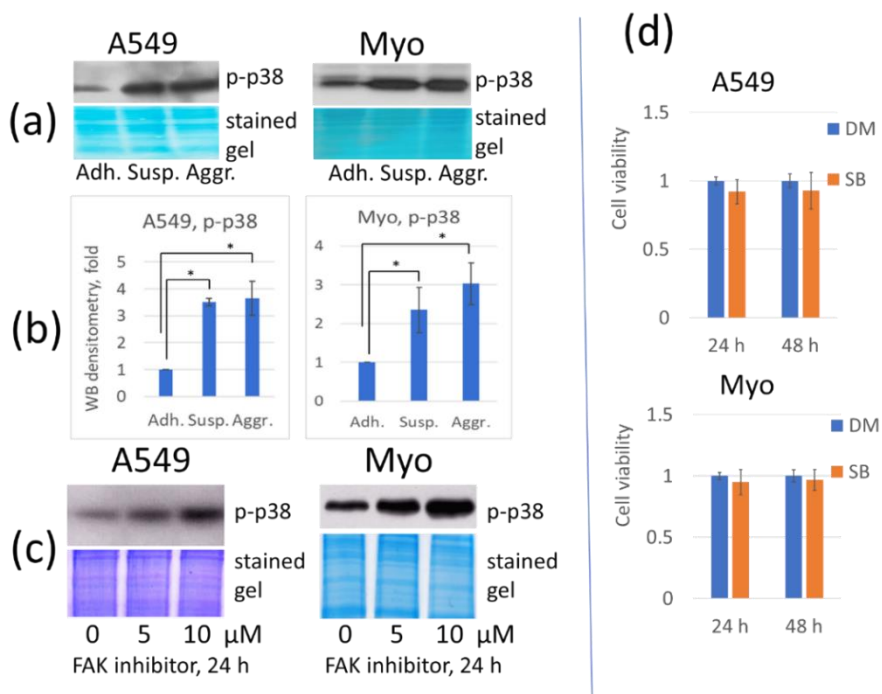 A549
Myo
(a)
p-p38
p-p38
stained
gel
stained
gel
Adh. Susp. Aggr.
Adh. Susp. Aggr.
(b)
A549, p-p38
WB densitometry, fold
5
4
3
2
1
0
*
*
Adh. Susp. Aggr.
Myo, p-p38
4
3
2
1
0
*
*
Adh. Susp. Aggr.
A549
Myo
(c)
p-p38
p-p38
stained
gel
stained
gel
0 5 10 μM
0 5 10 μM
FAK inhibitor, 24 h
FAK inhibitor, 24 h
(d)
A549
Cell viability
1.5
1
0.5
0
DM
SB
24 h 48 h
Myo
Cell viability
1.5
1
0.5
0
DM
SB
24 h 48 h